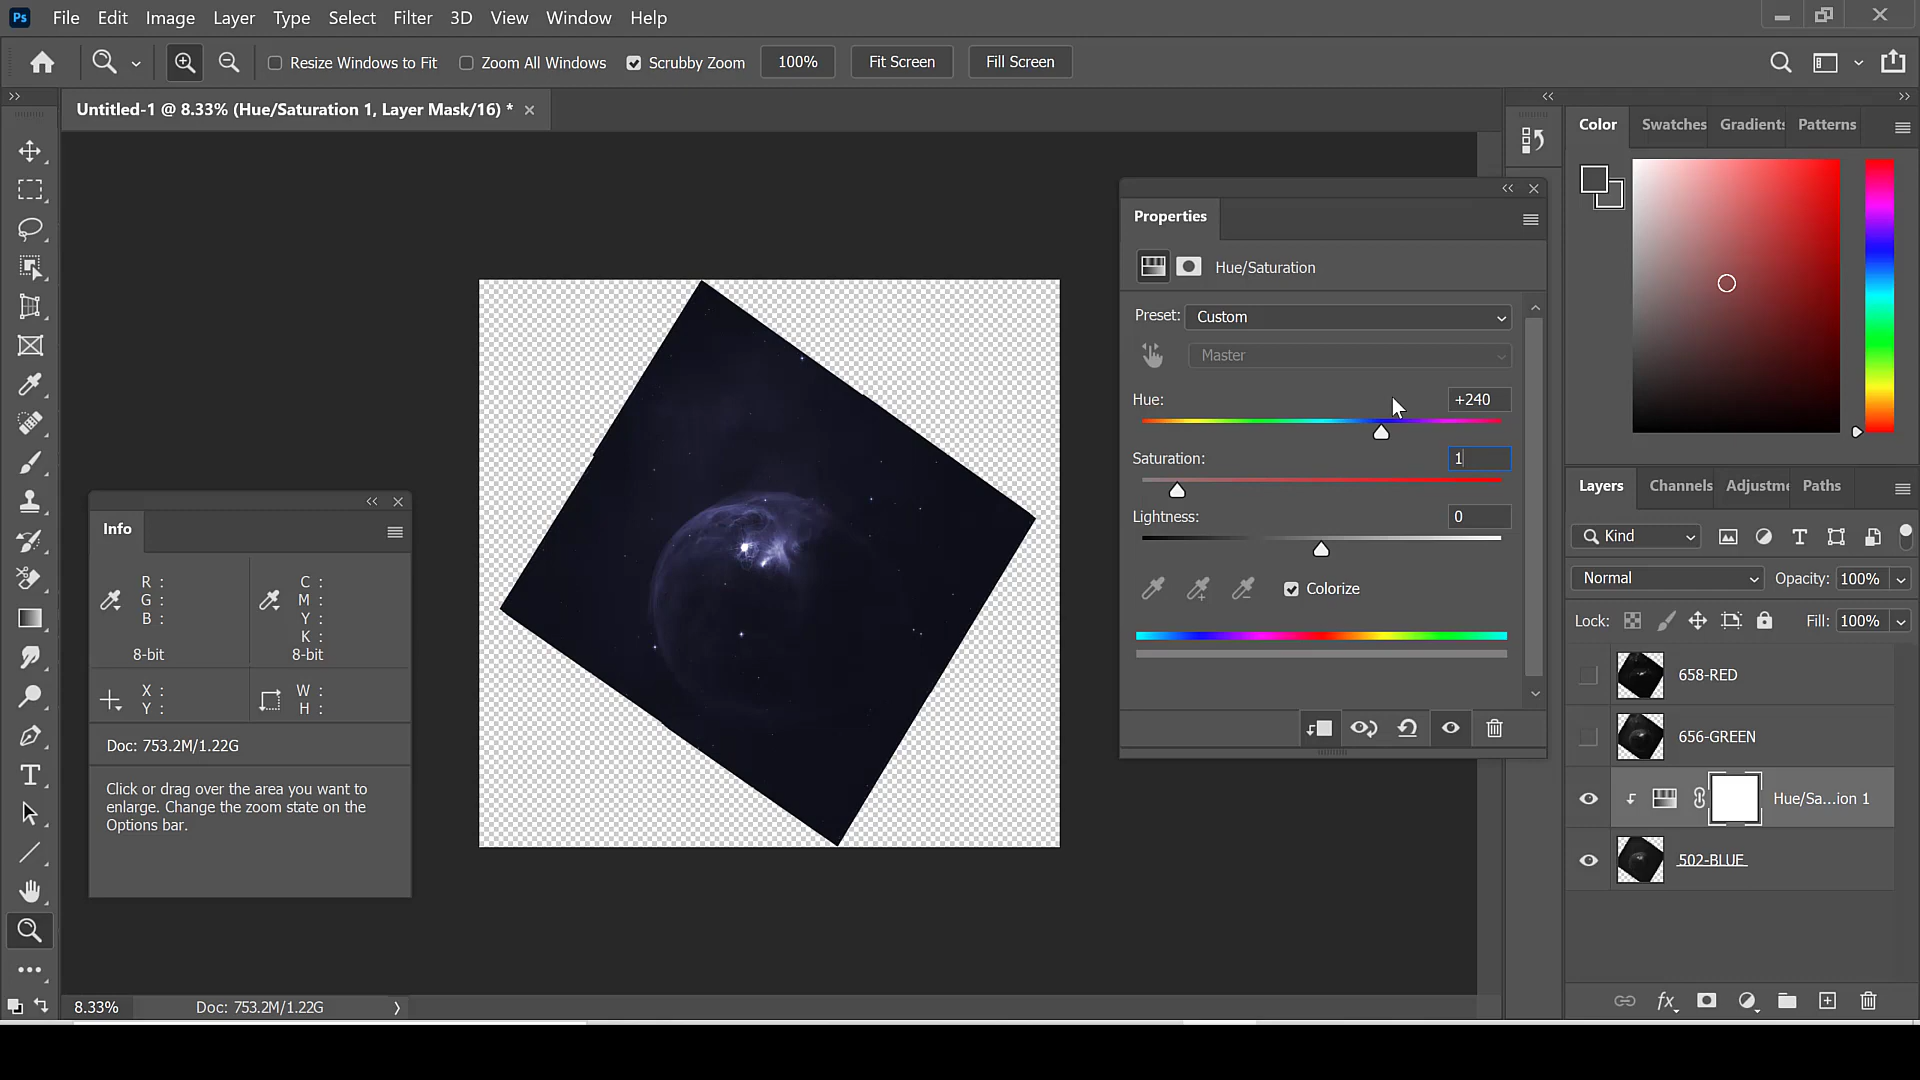 Ps File Edit Image Layer Type Select Filter 3D View Window Help
Resize Windows to Fit Zoom All Windows Scrubby Zoom 100% Fit Screen Fill Screen
Untitled-1 @ 8.33% (Hue/Saturation 1, Layer Mask/16) *
Info
R :
G :
B :
8-bit
C :
M :
Y :
K :
8-bit
X :
Y :
W :
H :
Doc: 753.2M/1.22G
Click or drag over the area you want to
enlarge. Change the zoom state on the
Options bar.
8.33% Doc: 753.2M/1.22G
Properties
Hue/Saturation
Preset: Custom
Master
Hue: +240
Saturation: 1
Lightness: 0
Colorize
Color Swatches Gradients Patterns
Layers Channels Adjustme Paths
Kind
Normal Opacity: 100%
Lock: Fill: 100%
658-RED
656-GREEN
Hue/Sa...ion 1
502-BLUE